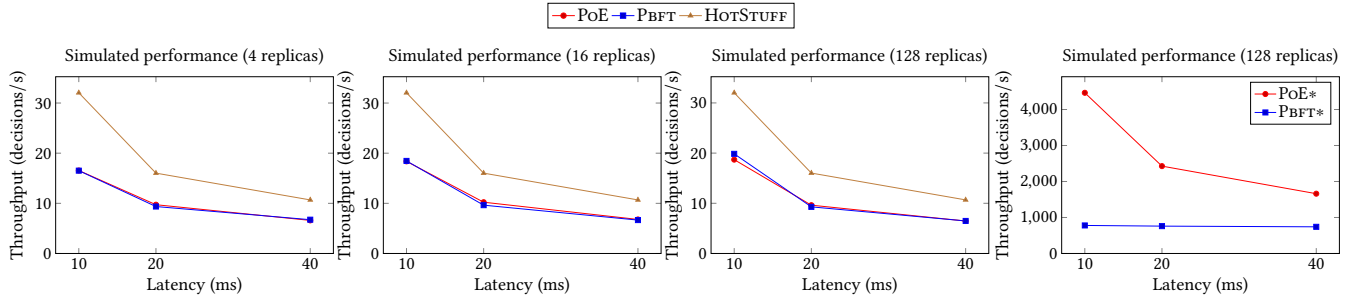 PoE PBFT HOTSTUFF
Simulated performance (4 replicas)
Throughput (decisions/s)
30
20
10
0
10 20 40
Latency (ms)
Simulated performance (16 replicas)
Throughput (decisions/s)
30
20
10
0
10 20 40
Latency (ms)
Simulated performance (128 replicas)
Throughput (decisions/s)
30
20
10
0
10 20 40
Latency (ms)
Simulated performance (128 replicas)
Throughput (decisions/s)
4,000
3,000
2,000
1,000
0
10 20 40
Latency (ms)
PoE*
PBFT*